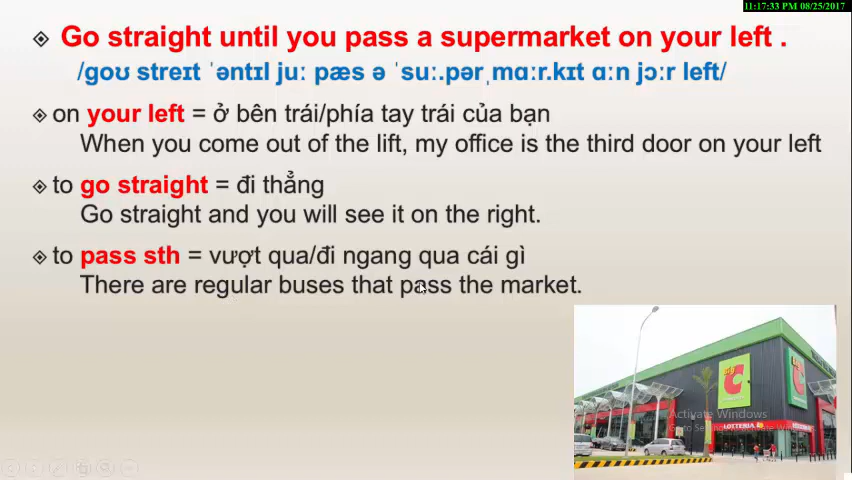 11:17:33 PM 08/25/2017
Go straight until you pass a supermarket on your left .
/goʊ streɪt ˈəntɪl juː pæs ə ˈsuː.pərˌmɑːr.kɪt ɑːn jɔːr left/
on your left = ở bên trái/phía tay trái của bạn
When you come out of the lift, my office is the third door on your left
to go straight = đi thẳng
Go straight and you will see it on the right.
to pass sth = vượt qua/đi ngang qua cái gì
There are regular buses that pass the market.
Big C
Activate Windows
LOTTERIA